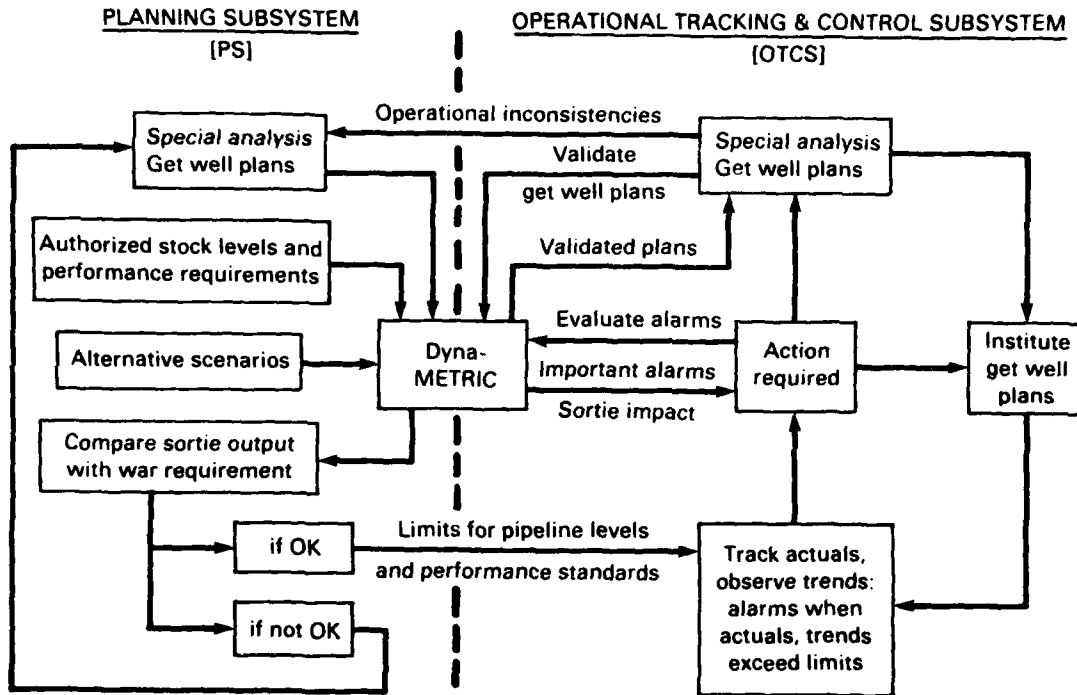 PLANNING SUBSYSTEM
[PS]
OPERATIONAL TRACKING & CONTROL SUBSYSTEM
[OTCS]
Operational inconsistencies
Special analysis
Get well plans
Validate
get well plans
Special analysis
Get well plans
Authorized stock levels and
performance requirements
Validated plans
Evaluate alarms
Alternative scenarios
Dyna-
METRIC
Important alarms
Sortie impact
Action
required
Institute
get well
plans
Compare sortie output
with war requirement
if OK
Limits for pipeline levels
and performance standards
Track actuals,
observe trends:
alarms when
actuals, trends
exceed limits
if not OK